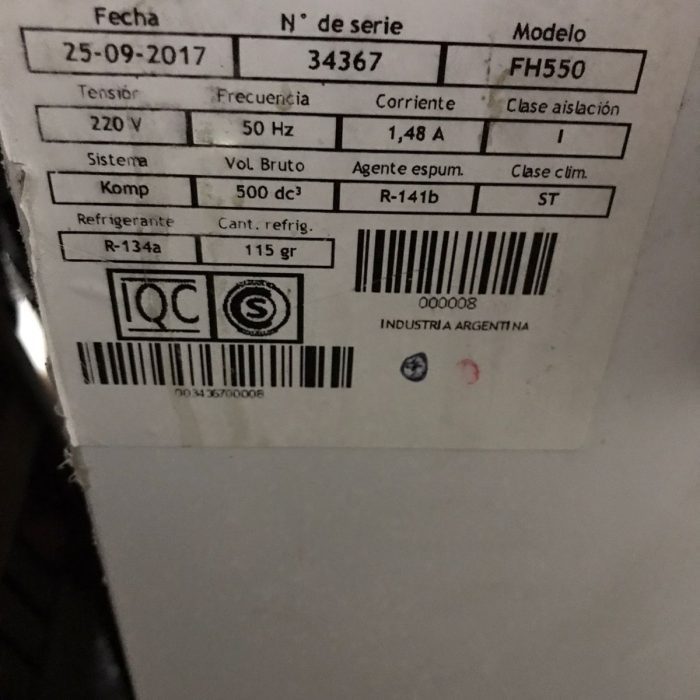 Fecha N° de serie Modelo
25-09-2017 34367 FH550
Tensión Frecuencia Corriente Clase aislación
220 V 50 Hz 1,48 A I
Sistema Vol. Bruto Agente espum. Clase clim.
Komp 500 dc³ R-141b ST
Refrigerante Cant. refrig.
R-134a 115 gr
000008
IQC S
INDUSTRIA ARGENTINA
003436700008